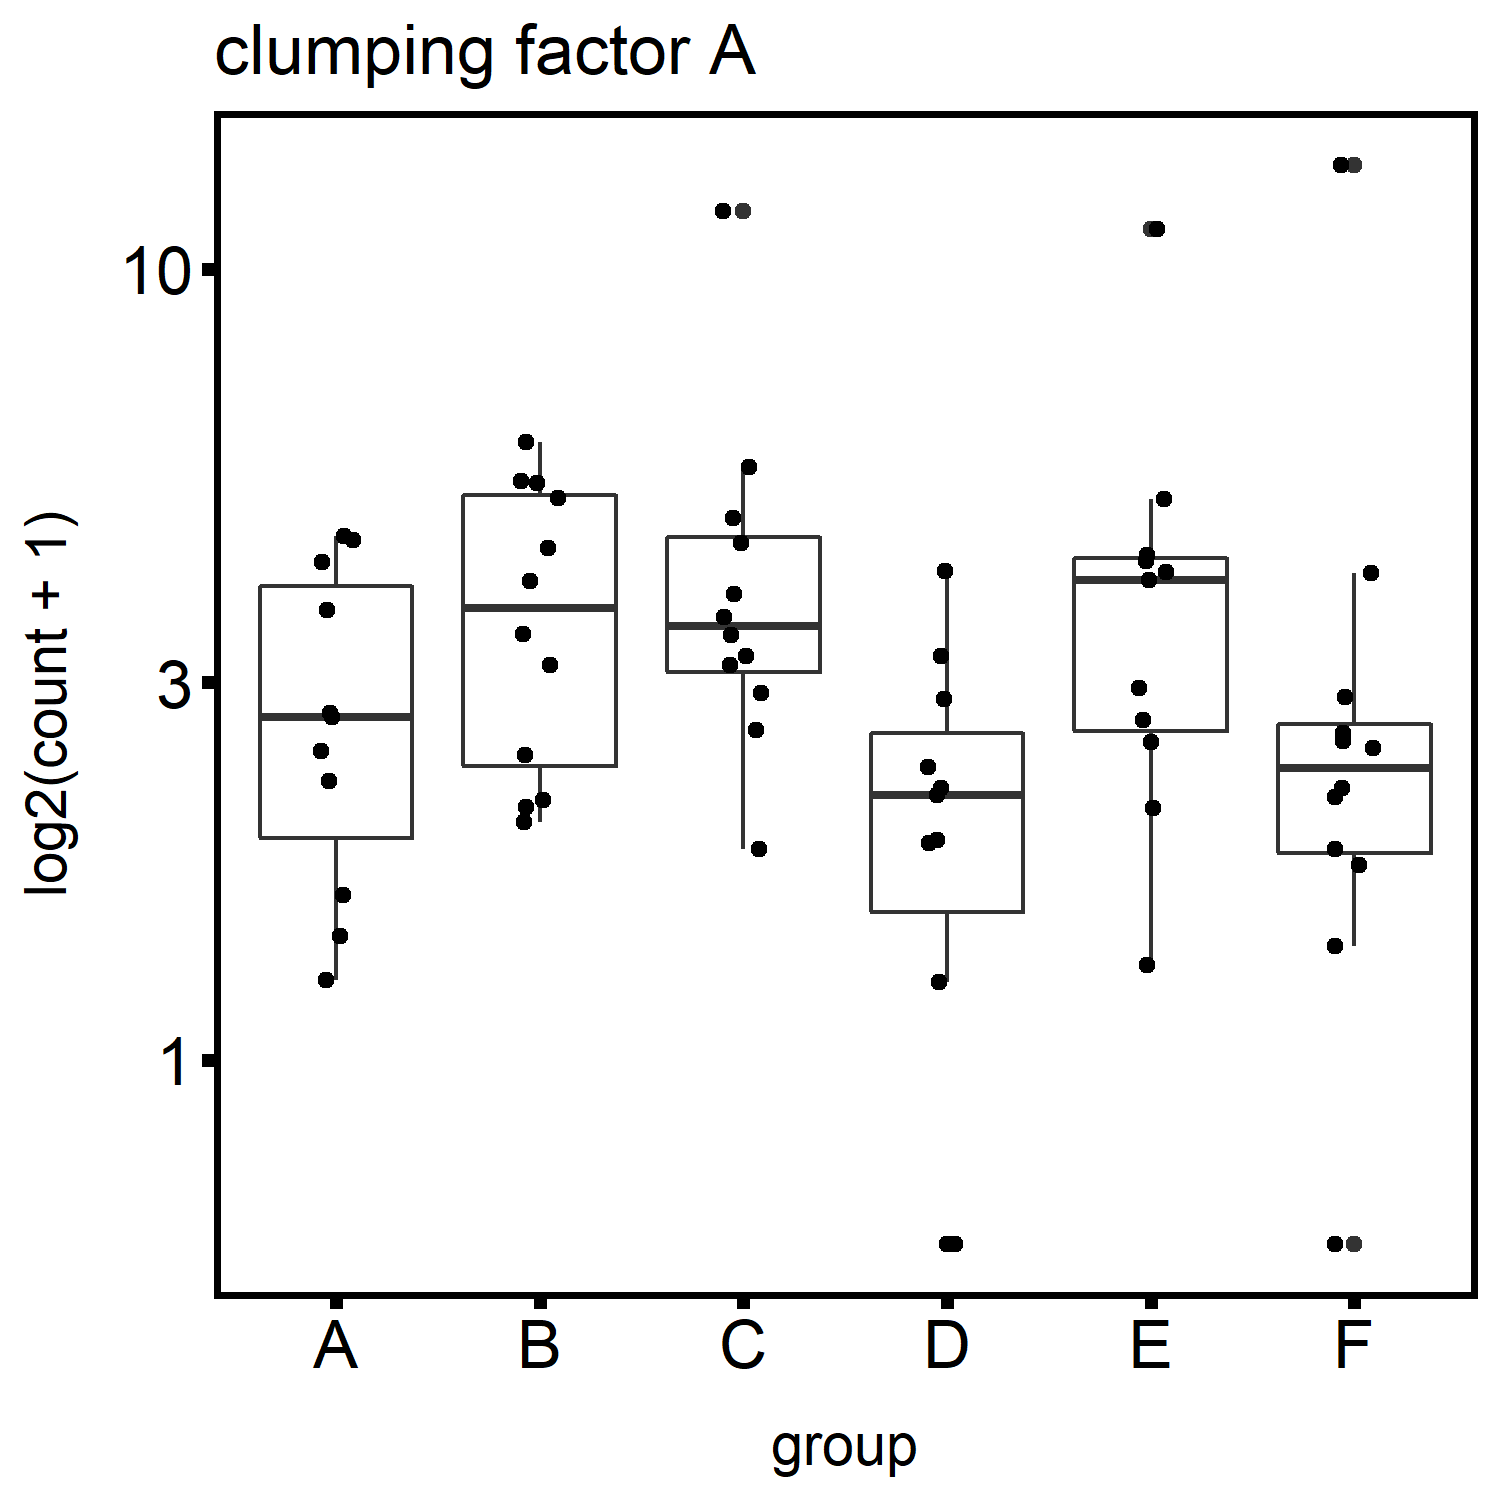 clumping factor A
log2(count + 1)
10
3
1
A B C D E F
group